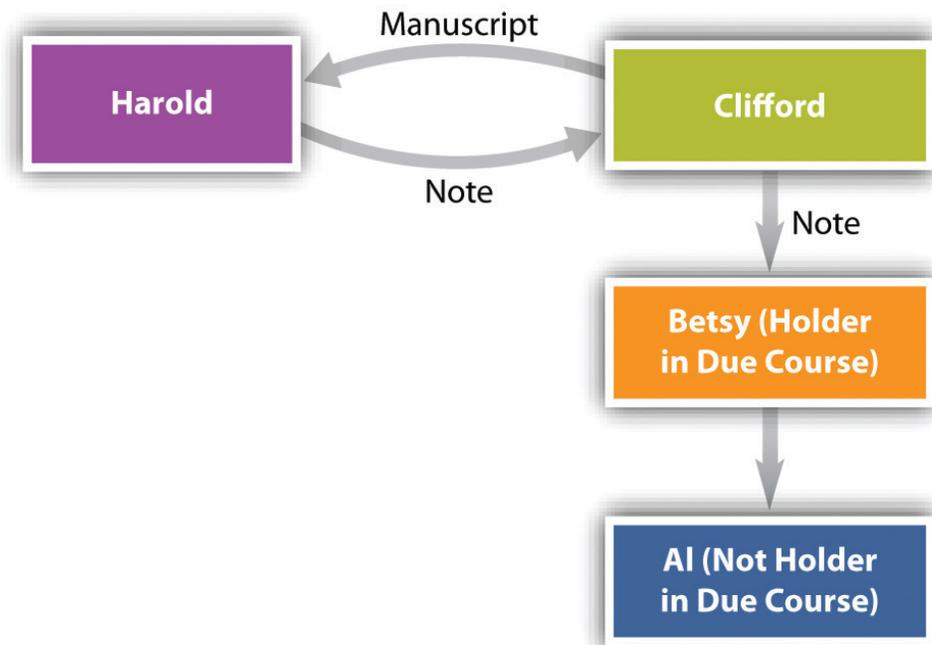 Manuscript
Harold
Clifford
Note
Note
Betsy (Holder
in Due Course)
Al (Not Holder
in Due Course)